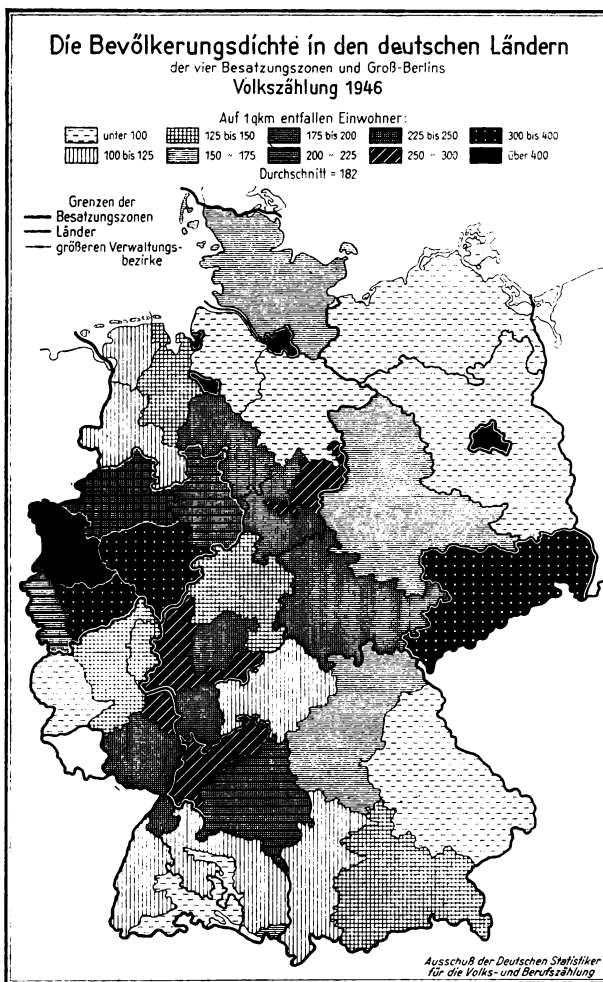 Die Bevölkerungsdichte in den deutschen Ländern
der vier Besatzungszonen und Groß-Berlins
Volkszählung 1946
Auf 1 qkm entfallen Einwohner:
unter 100
125 bis 150
175 bis 200
225 bis 250
300 bis 400
100 bis 125
150 " 175
200 " 225
250 " 300
über 400
Durchschnitt = 182
Grenzen der
Besatzungszonen
Länder
größeren Verwaltungs-
bezirke
Ausschuß der Deutschen Statistiker
für die Volks- und Berufszählung